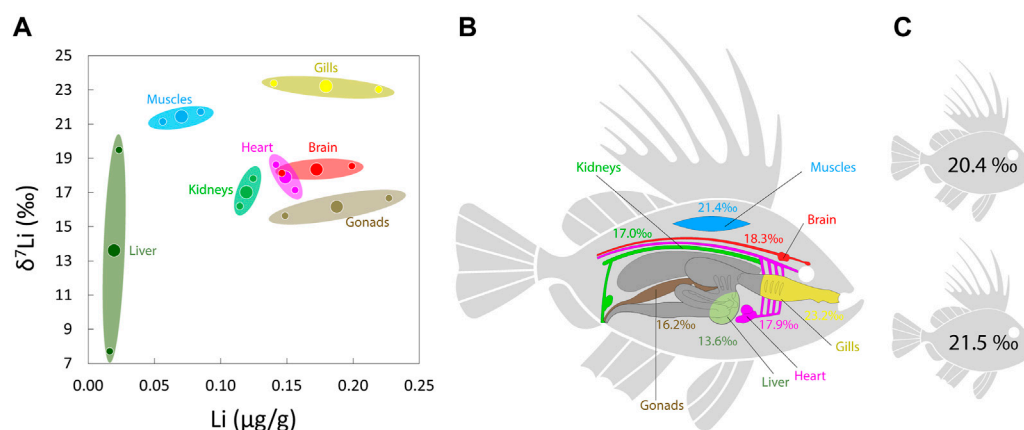 A
25
23
21
19
17
15
13
11
9
7
δ⁷Li (‰)
0.00
0.05
0.10
0.15
0.20
0.25
Li (µg/g)
Gills
Muscles
Heart
Brain
Kidneys
Gonads
Liver
B
Kidneys
Muscles
21.4‰
Brain
17.0‰
18.3‰
16.2‰
17.9‰
13.6‰
Gills
Heart
Liver
Gonads
C
20.4 ‰
21.5 ‰